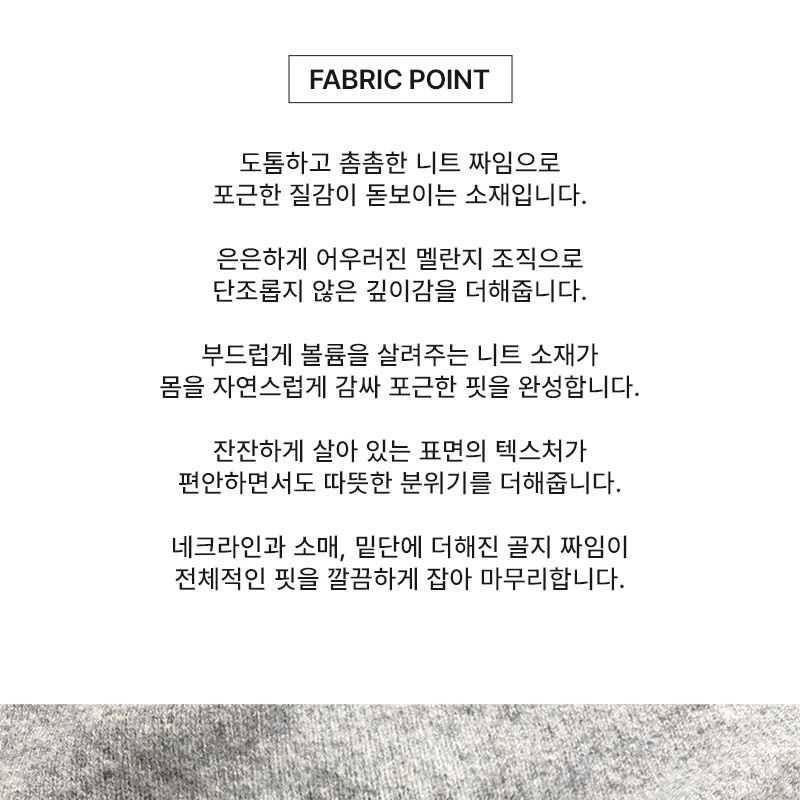 FABRIC POINT
도톰하고 촘촘한 니트 짜임으로
포근한 질감이 돋보이는 소재입니다.
은은하게 어우러진 멜란지 조직으로
단조롭지 않은 깊이감을 더해줍니다.
부드럽게 볼륨을 살려주는 니트 소재가
몸을 자연스럽게 감싸 포근한 핏을 완성합니다.
잔잔하게 살아 있는 표면의 텍스처가
편안하면서도 따뜻한 분위기를 더해줍니다.
네크라인과 소매, 밑단에 더해진 골지 짜임이
전체적인 핏을 깔끔하게 잡아 마무리합니다.